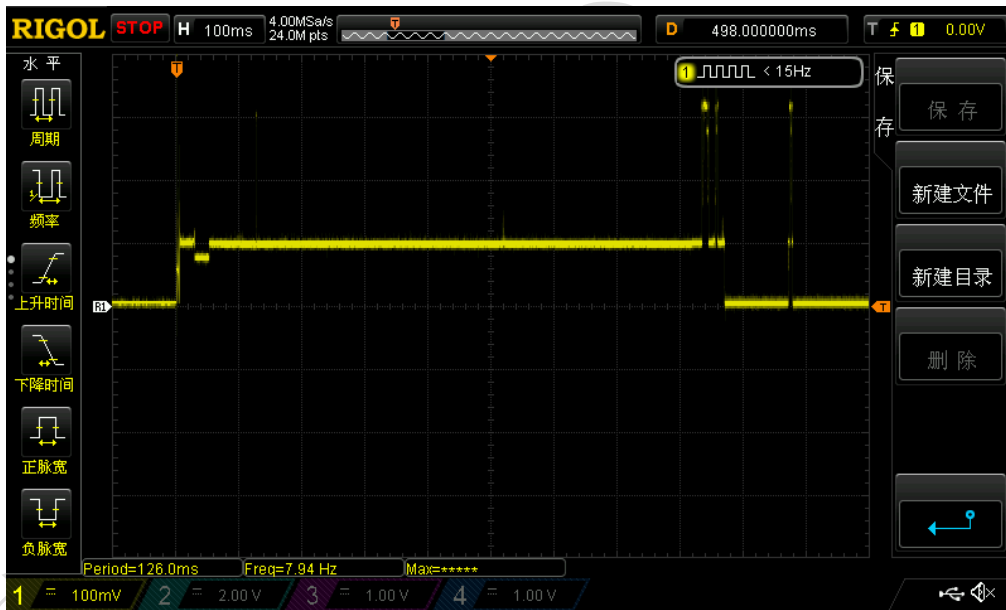 RIGOL STOP H 100ms 4.00MSa/s 24.0M pts D 498.000000ms T 1 0.00V
水平
周期
频率
上升时间
下降时间
正脉宽
负脉宽
T
1 < 15Hz
R1
T
保存
保存
新建文件
新建目录
删除
Period=126.0ms Freq=7.94 Hz Max=*****
1 = 100mV 2 = 2.00 V 3 = 1.00 V 4 = 1.00 V